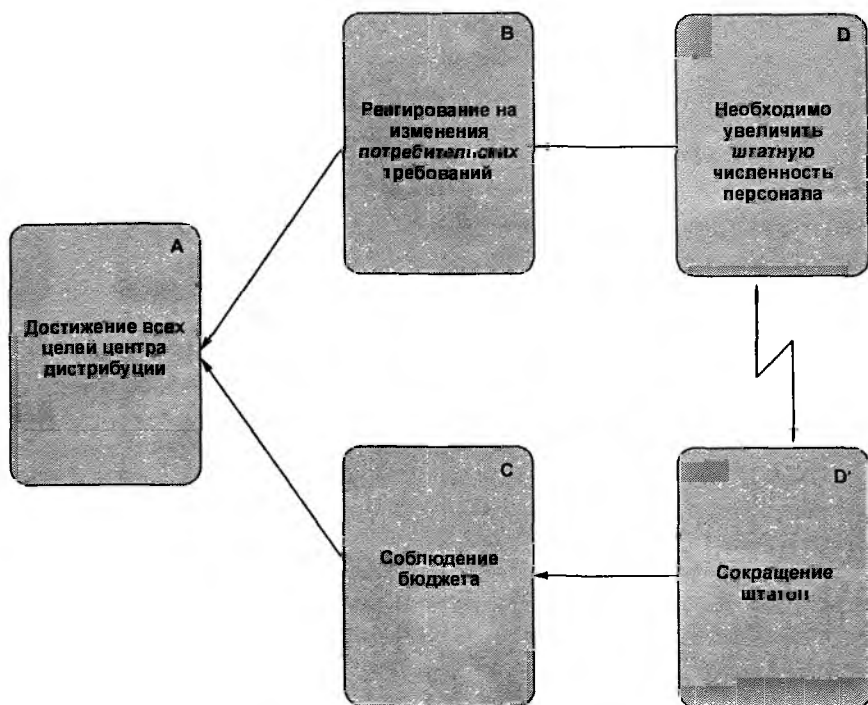 A
Достижение всех
целей центра
дистрибуции
B
Реагирование на
изменения
потребительских
требований
D
Необходимо
увеличить
штатную
численность
персонала
C
Соблюдение
бюджета
D'
Сокращение
штатов